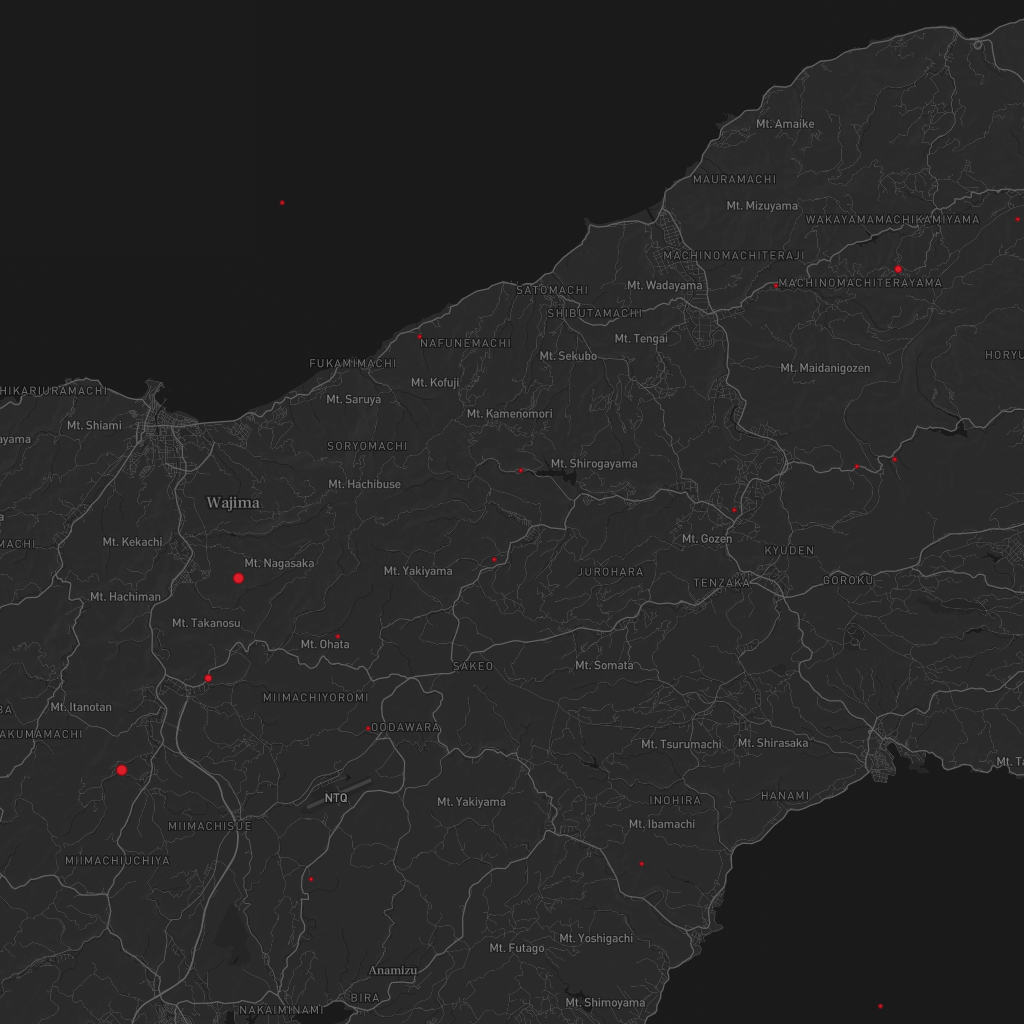 Mt. Amaike
MAURAMACHI
Mt. Mizuyama
WAKAYAMAMACHIKAMIYAMA
MACHINOMACHITERAJI
SATOMACHI
Mt. Wadayama
MACHINOMACHITERAYAMA
SHIBUTAMACHI
NAFUNEMACHI
Mt. Tengai
FUKAMIMACHI
Mt. Sekubo
HORYU
Mt. Maidanigozen
HIKARIURAMACHI
Mt. Kofuji
Mt. Saruya
Mt. Shiami
Mt. Kamenomori
ayama
SORYOMACHI
Mt. Shirogayama
Mt. Hachibuse
Wajima
a
MACHI
Mt. Kekachi
Mt. Gozen
KYUDEN
Mt. Nagasaka
Mt. Yakiyama
JUROHARA
TENZAKA
GOROKU
Mt. Hachiman
Mt. Takanosu
Mt. Ohata
SAKEO
Mt. Somata
MIIMACHIYOROMI
BA
Mt. Itanotan
AKUMAMACHI
OODAWARA
Mt. Tsurumachi
Mt. Shirasaka
Mt. Ta
NTQ
Mt. Yakiyama
INOHIRA
HANAMI
MIIMACHISUE
Mt. Ibamachi
MIIMACHIUCHIYA
Mt. Futago
Mt. Yoshigachi
Anamizu
BIRA
NAKAIMINAMI
Mt. Shimoyama